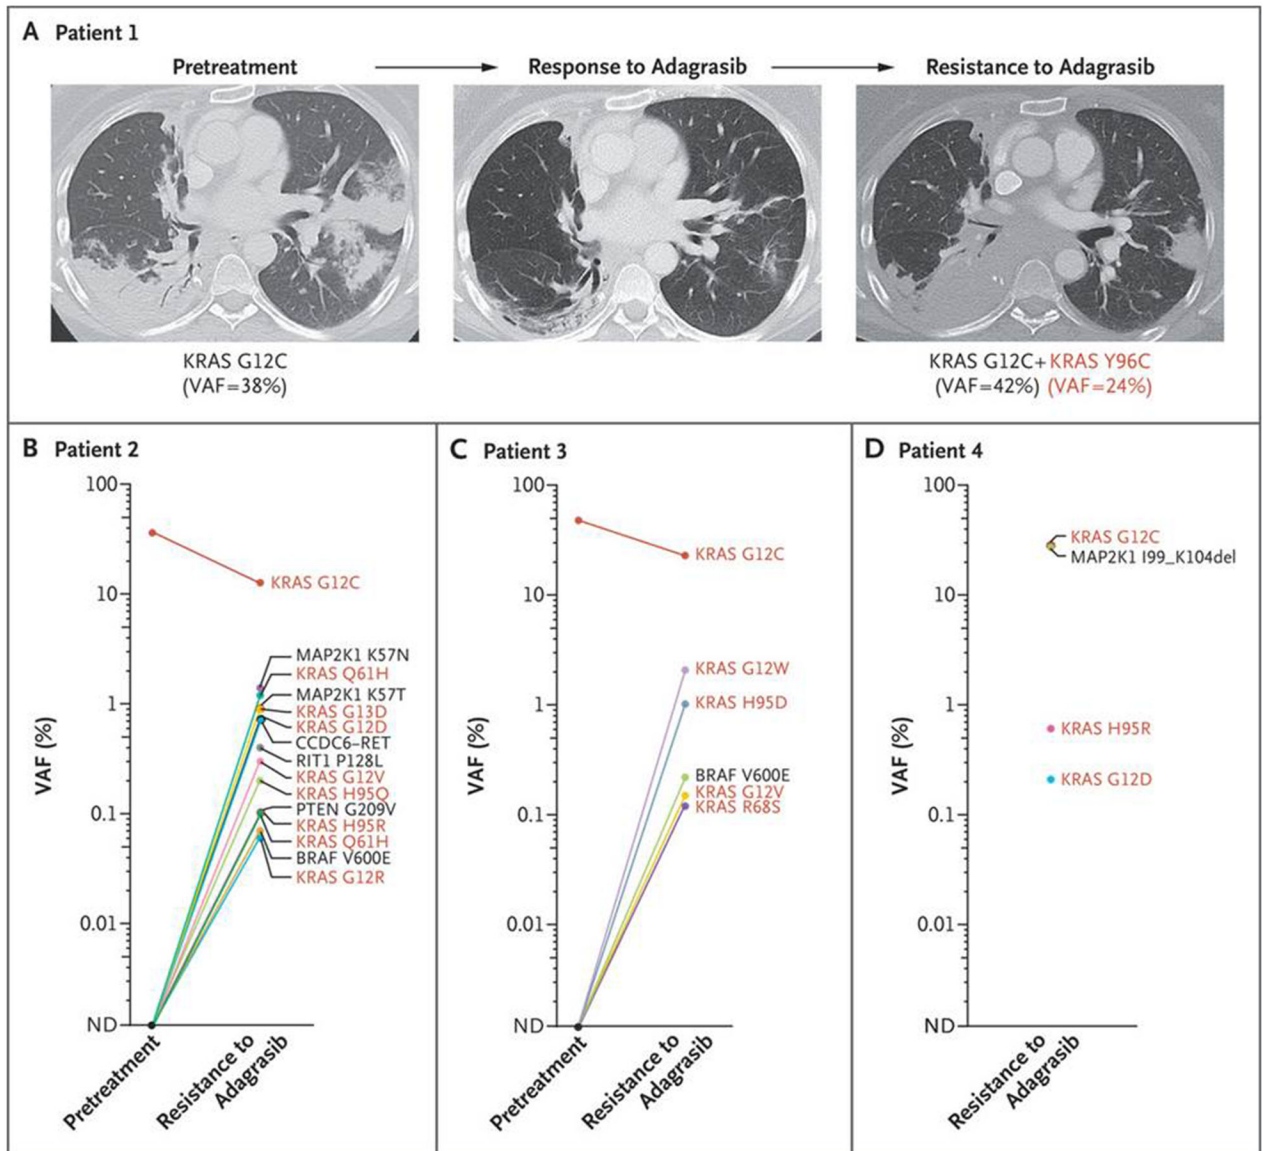 A Patient 1
Pretreatment
Response to Adagrasib
Resistance to Adagrasib
KRAS G12C
(VAF=38%)
KRAS G12C+ KRAS Y96C
(VAF=42%) (VAF=24%)
B Patient 2
100
10
1
0.1
0.01
ND
VAF (%)
KRAS G12C
MAP2K1 K57N
KRAS Q61H
MAP2K1 K57T
KRAS G13D
KRAS G12D
CCDC6–RET
RIT1 P128L
KRAS G12V
KRAS H95Q
PTEN G209V
KRAS H95R
KRAS Q61H
BRAF V600E
KRAS G12R
Pretreatment
Resistance to
Adagrasib
C Patient 3
100
10
1
0.1
0.01
ND
VAF (%)
KRAS G12C
KRAS G12W
KRAS H95D
BRAF V600E
KRAS G12V
KRAS R68S
Pretreatment
Resistance to
Adagrasib
D Patient 4
100
10
1
0.1
0.01
ND
VAF (%)
KRAS G12C
MAP2K1 I99_K104del
KRAS H95R
KRAS G12D
Resistance to
Adagrasib